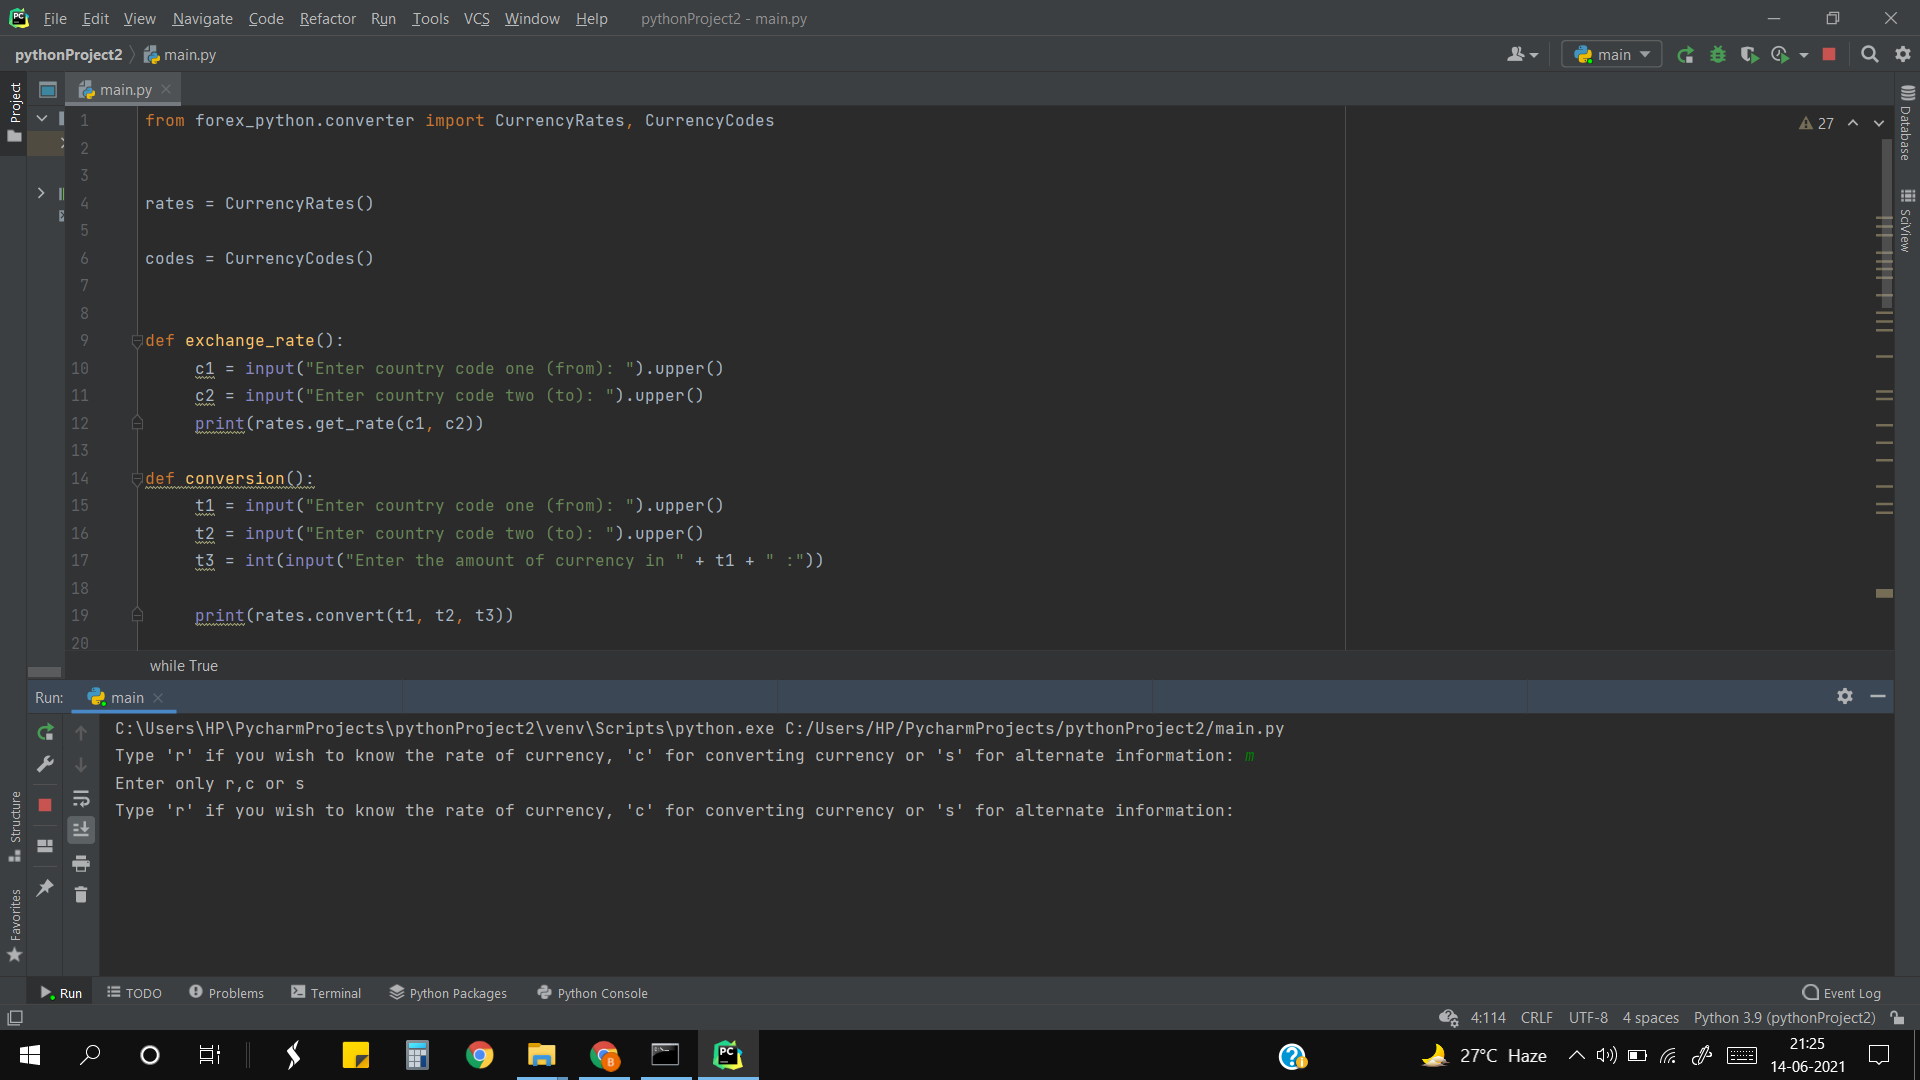 File Edit View Navigate Code Refactor Run Tools VCS Window Help pythonProject2 - main.py
pythonProject2 main.py main
Project
main.py
1 from forex_python.converter import CurrencyRates, CurrencyCodes
27
2
3
4 rates = CurrencyRates()
5
6 codes = CurrencyCodes()
7
8
9 def exchange_rate():
10 c1 = input("Enter country code one (from): ").upper()
11 c2 = input("Enter country code two (to): ").upper()
12 print(rates.get_rate(c1, c2))
13
14 def conversion():
15 t1 = input("Enter country code one (from): ").upper()
16 t2 = input("Enter country code two (to): ").upper()
17 t3 = int(input("Enter the amount of currency in " + t1 + " :"))
18
19 print(rates.convert(t1, t2, t3))
20
while True
Database
SciView
Run: main
C:\Users\HP\PycharmProjects\pythonProject2\venv\Scripts\python.exe C:/Users/HP/PycharmProjects/pythonProject2/main.py
Type 'r' if you wish to know the rate of currency, 'c' for converting currency or 's' for alternate information: m
Enter only r,c or s
Type 'r' if you wish to know the rate of currency, 'c' for converting currency or 's' for alternate information:
Structure
Favorites
Run TODO Problems Terminal Python Packages Python Console Event Log
4:114 CRLF UTF-8 4 spaces Python 3.9 (pythonProject2)
27°C Haze
21:25
14-06-2021